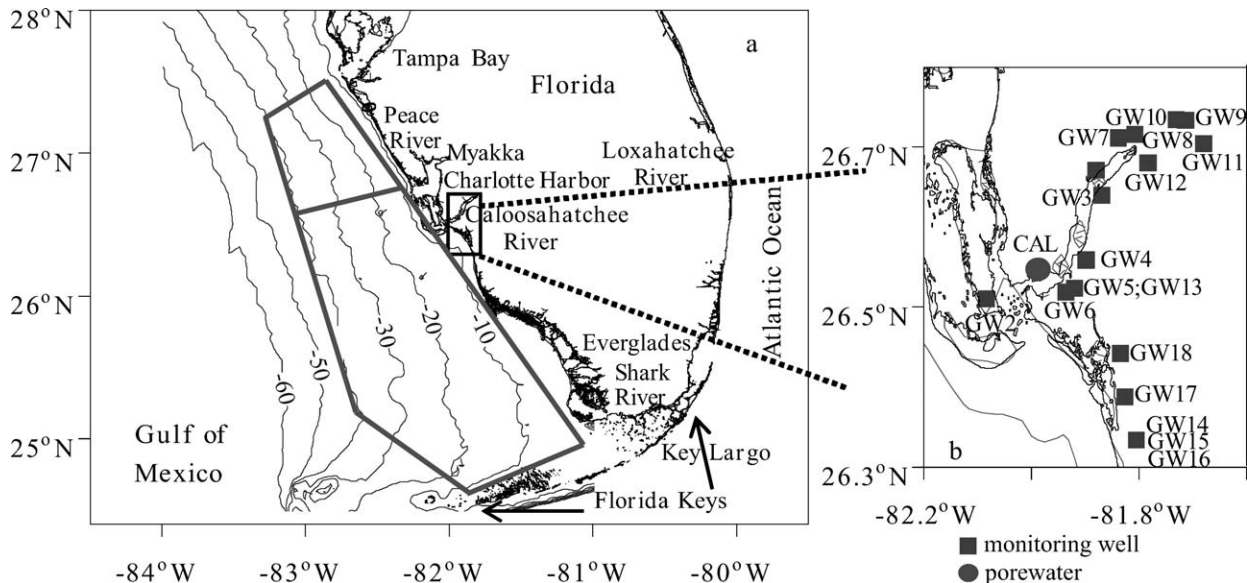 28°N
a
Tampa Bay
Florida
Peace
River
27°N
Myakka
Loxahatchee
River
Charlotte Harbor
Caloosahatchee
River
26°N
-10
-20
-30
-50
-60
Atlantic Ocean
Everglades
Shark
River
25°N
Gulf of
Mexico
Key Largo
Florida Keys
-84°W
-83°W
-82°W
-81°W
-80°W
GW10
GW9
GW7
GW8
26.7°N
GW11
GW12
GW3
CAL
GW4
GW5;GW13
26.5°N
GW2
GW6
GW18
GW17
GW14
GW15
b
GW16
26.3°N
-82.2°W
-81.8°W
monitoring well
porewater